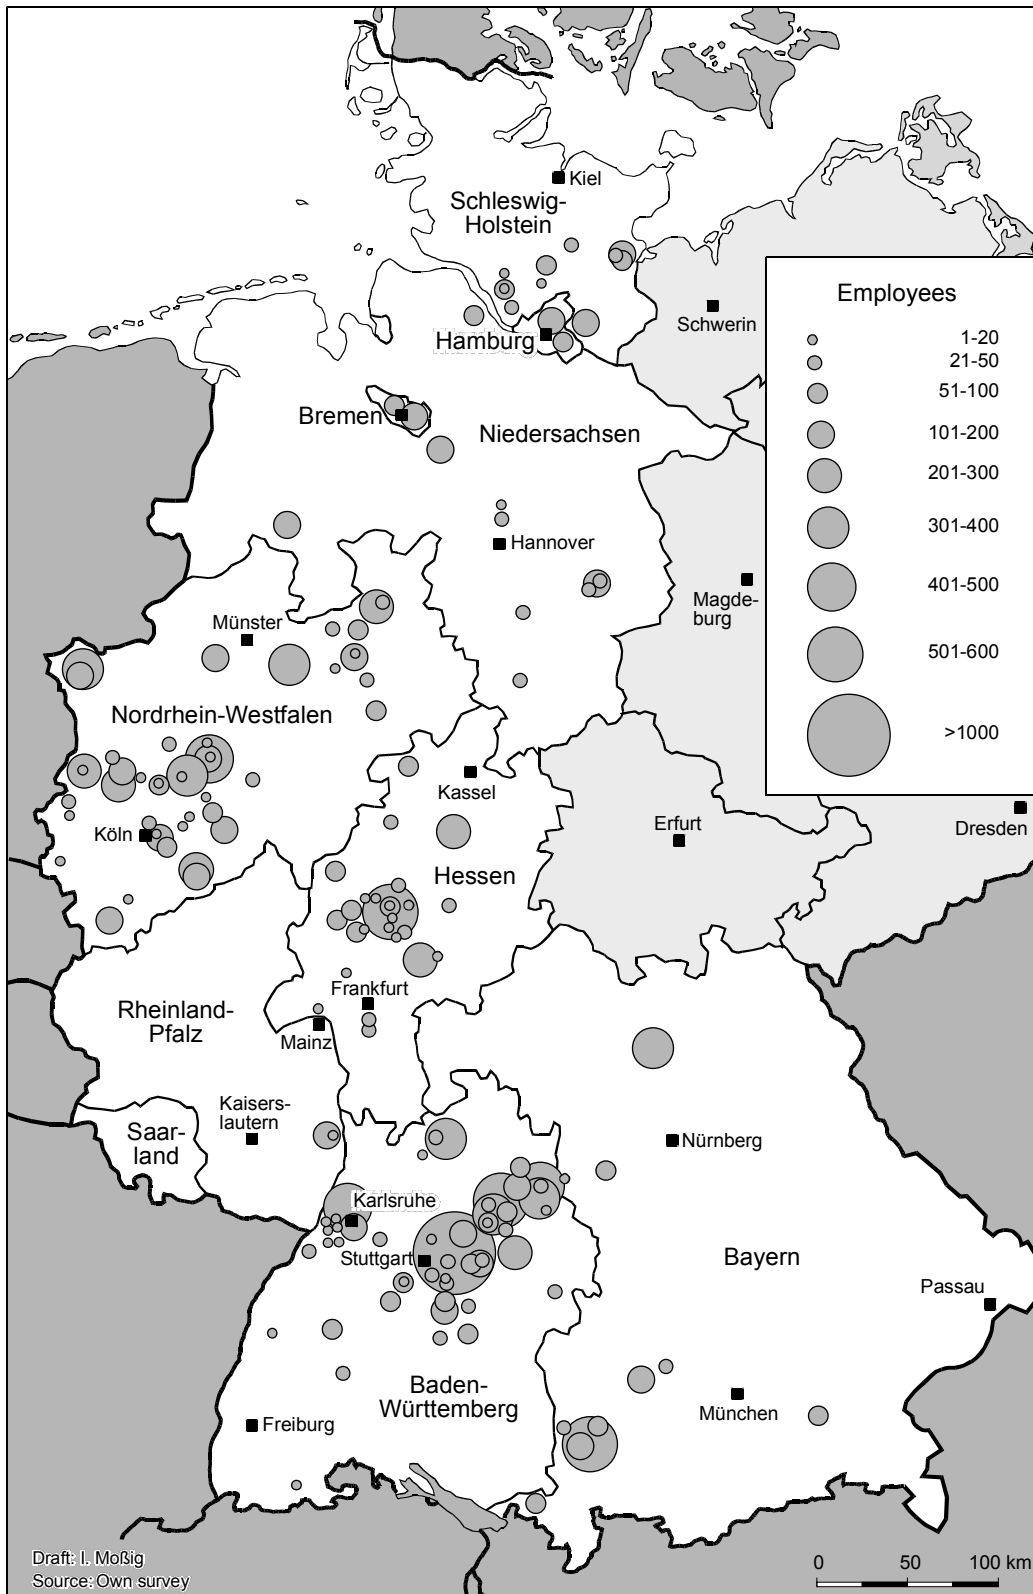 Kiel
Schleswig-
Holstein
Employees
1-20
21-50
51-100
101-200
201-300
301-400
401-500
501-600
>1000
Schwerin
Hamburg
Bremen
Niedersachsen
Hannover
Magde-
burg
Münster
Nordrhein-Westfalen
Kassel
Köln
Erfurt
Dresden
Hessen
Frankfurt
Rheinland-
Pfalz
Mainz
Kaisers-
lautern
Saar-
land
Nürnberg
Karlsruhe
Stuttgart
Bayern
Passau
Baden-
Württemberg
München
Freiburg
Draft: I. Moßig
Source: Own survey
0 50 100 km